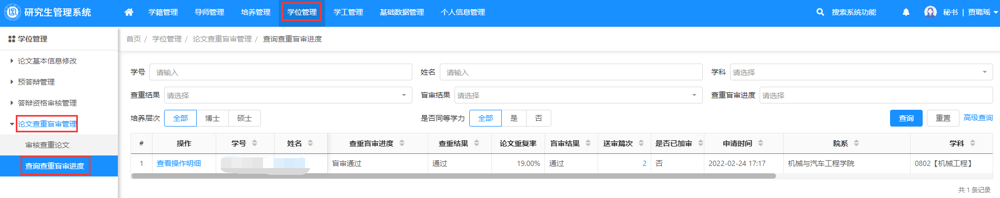 研究生管理系统 学籍管理 导师管理 培养管理 学位管理 学工管理 基础数据管理 个人信息管理 搜索系统功能 秘书 | 贾璐瑶
学位管理
论文基本信息修改
预答辩管理
答辩资格审核管理
论文查重盲审管理
审核查重论文
查询查重盲审进度
首页 / 学位管理 / 论文查重盲审管理 / 查询查重盲审进度
学号 请输入 姓名 请输入 学科 请选择
查重结果 请选择 盲审结果 请选择 查重盲审进度 请选择
培养层次 全部 博士 硕士 是否同等学力 全部 是 否 查询 重置 高级查询
# 操作 学号 姓名 查重盲审进度 查重结果 论文重复率 盲审结果 送审篇次 是否已加审 申请时间 院系 学科
1 查看操作明细 盲审通过 通过 19.00% 通过 2 否 2022-02-24 17:17 机械与汽车工程学院 0802【机械工程】
共 1 条记录